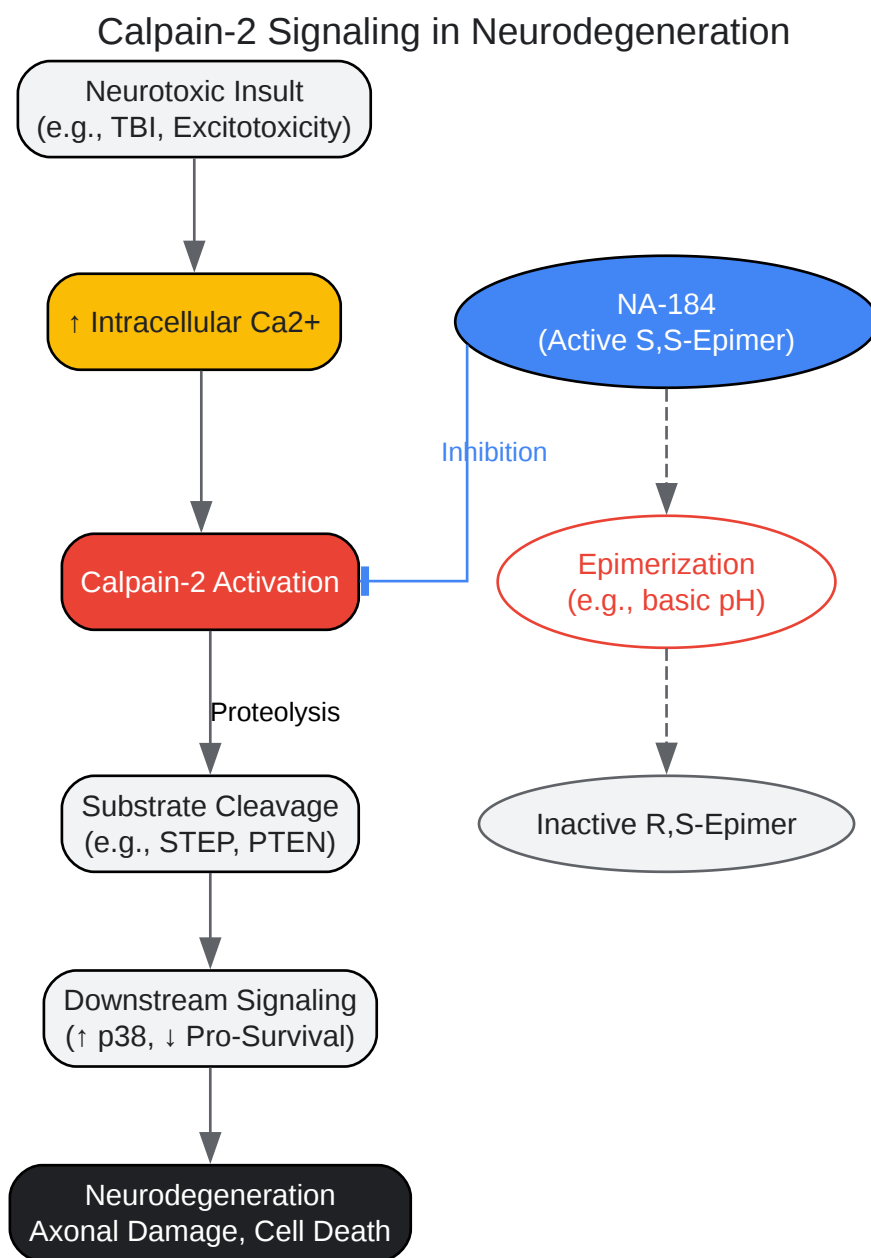 Calpain-2 Signaling in Neurodegeneration
Neurotoxic Insult
(e.g., TBI, Excitotoxicity)
↑ Intracellular Ca2+
NA-184
(Active S,S-Epimer)
Inhibition
Calpain-2 Activation
Epimerization
(e.g., basic pH)
Proteolysis
Substrate Cleavage
(e.g., STEP, PTEN)
Inactive R,S-Epimer
Downstream Signaling
(↑ p38, ↓ Pro-Survival)
Neurodegeneration
Axonal Damage, Cell Death